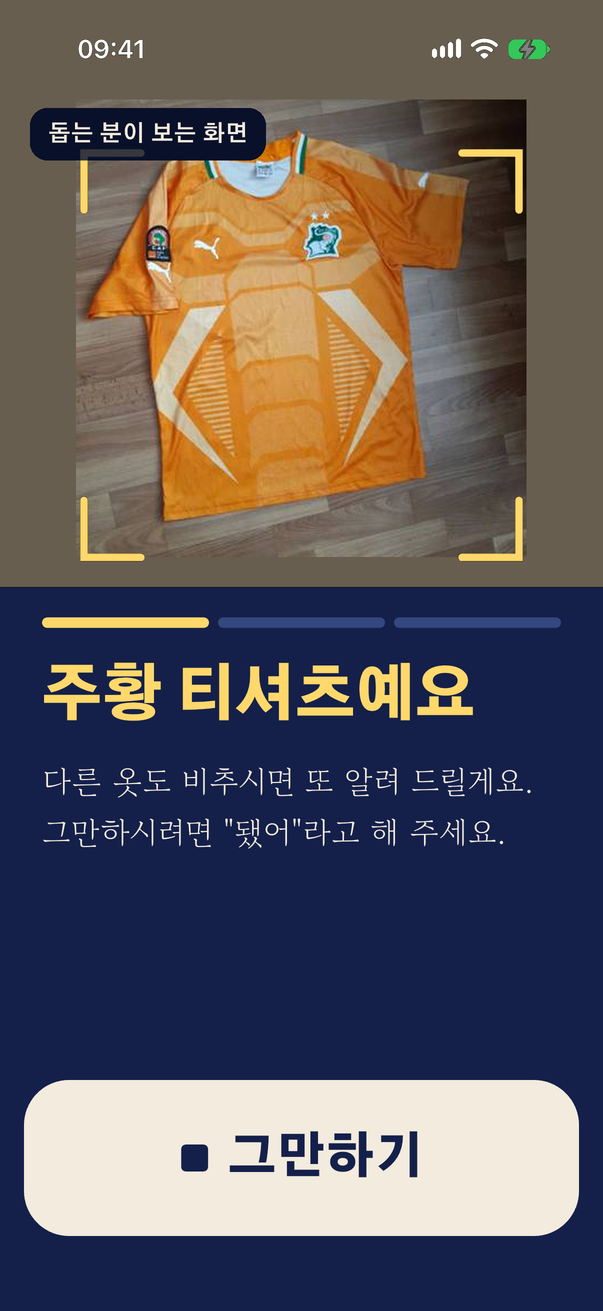 09:41
돕는 분이 보는 화면
주황 티셔츠예요
다른 옷도 비추시면 또 알려 드릴게요.
그만하시려면 "됐어"라고 해 주세요.
그만하기